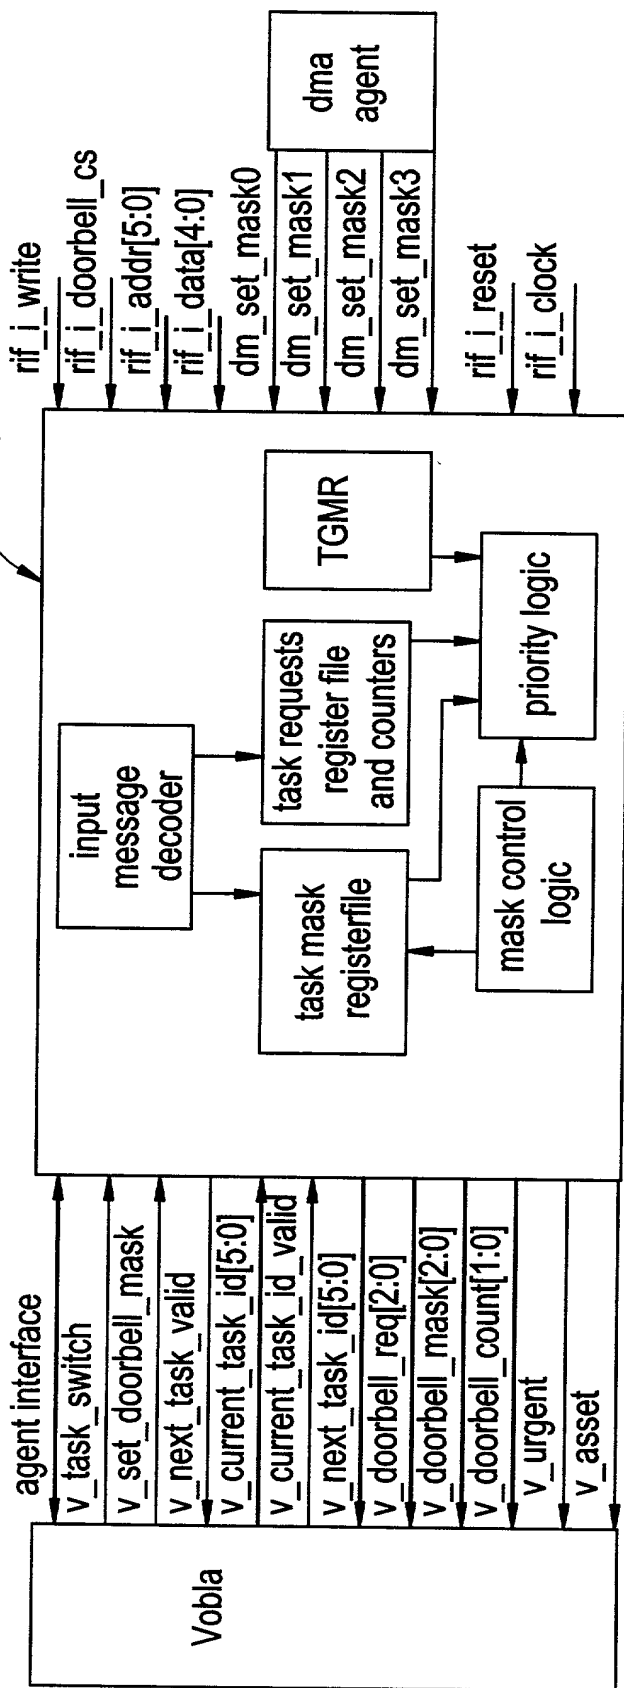 Vobla
agent interface
v_task_switch
v_set_doorbell_mask
v_next_task_valid
v_current_task_id[5:0]
v_current_task_id_valid
v_next_task_id[5:0]
v_doorbell_req[2:0]
v_doorbell_mask[2:0]
v_doorbell_count[1:0]
v_urgent
v_asset
input
message
decoder
task mask
registerfile
task requests
register file
and counters
TGMR
mask control
logic
priority logic
rif_i_write
rif_i_doorbell_cs
rif_i_addr[5:0]
rif_i_data[4:0]
dm_set_mask0
dm_set_mask1
dm_set_mask2
dm_set_mask3
rif_i_reset
rif_i_clock
dma
agent